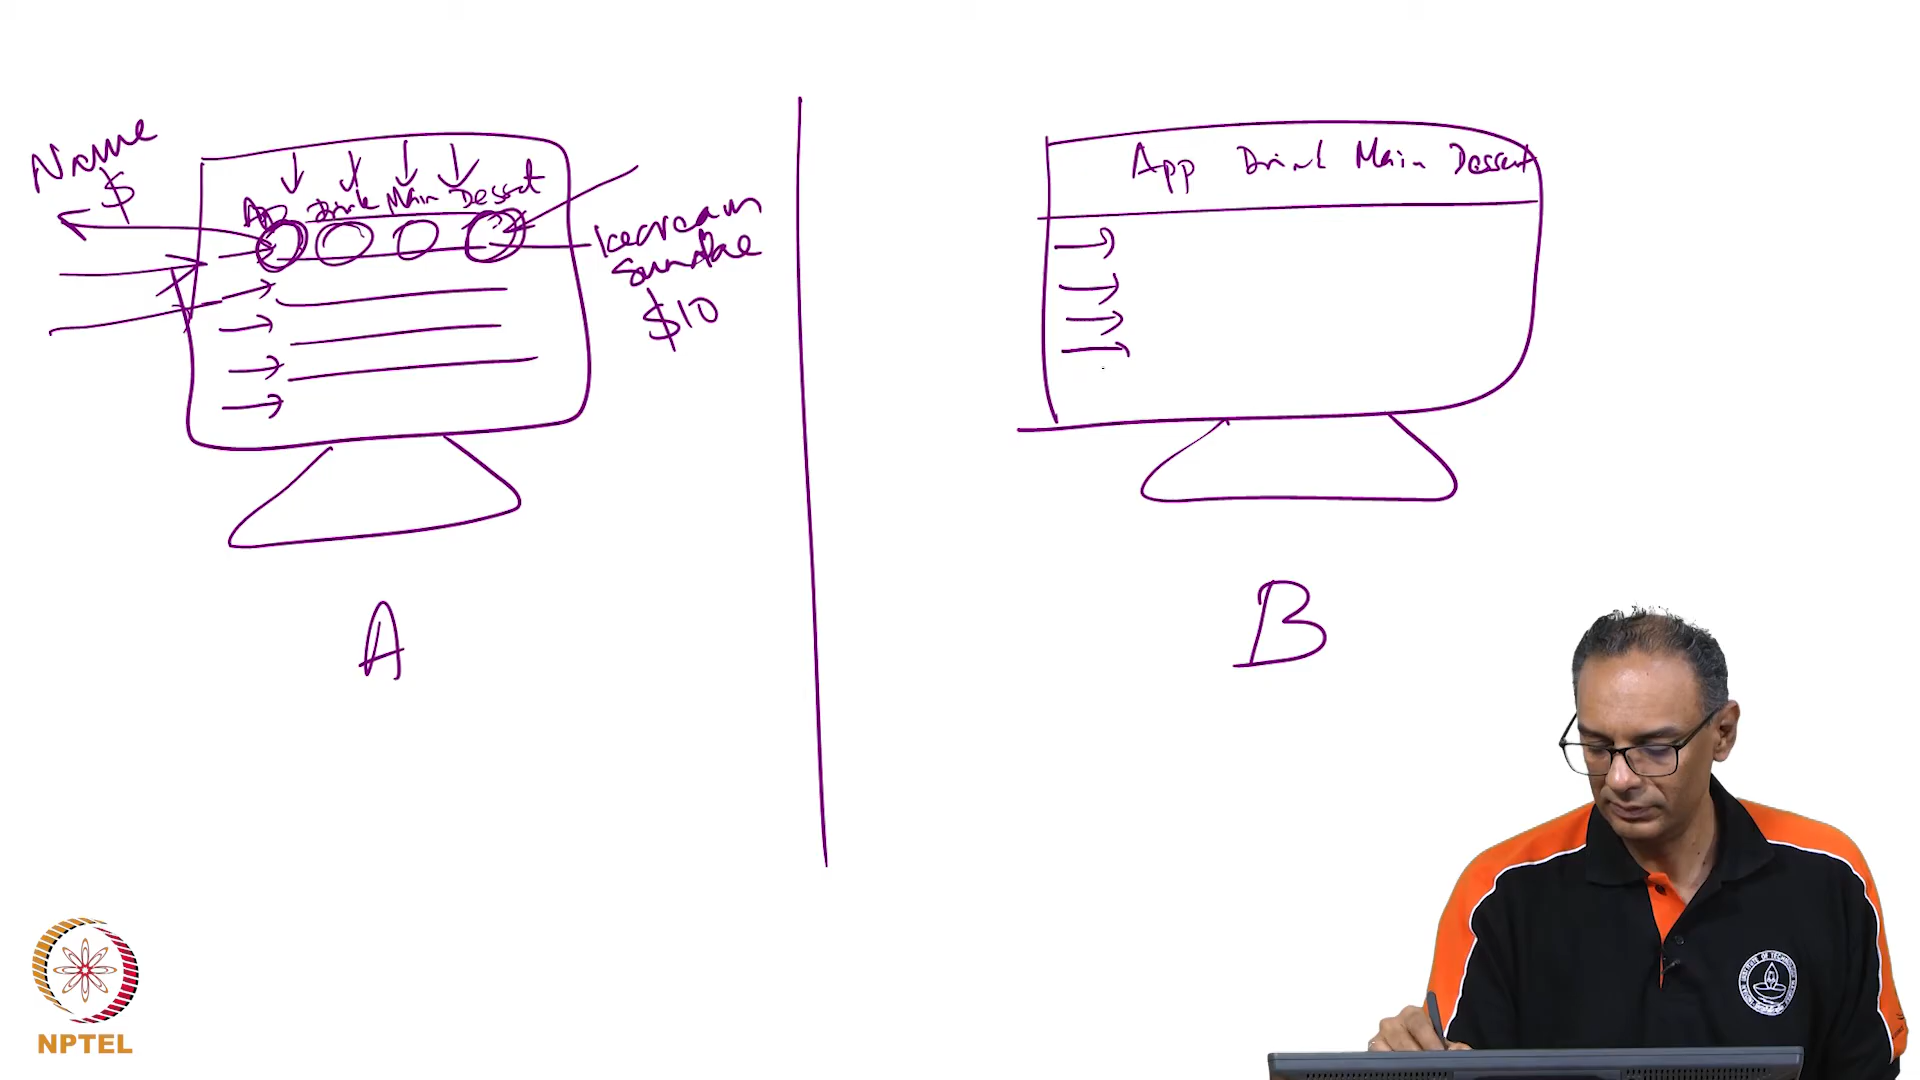 Name
$
App Drink Main Dessert
Icecream
Sundae
$10
A
App Drink Main Dessert
B
NPTEL